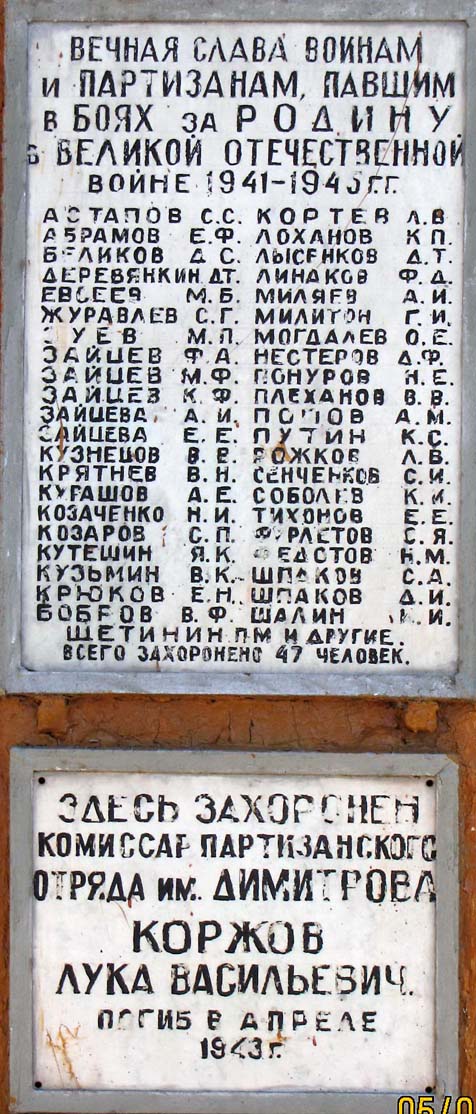 ВЕЧНАЯ СЛАВА ВОИНАМ
И ПАРТИЗАНАМ, ПАВШИМ
В БОЯХ ЗА РОДИНУ
В ВЕЛИКОЙ ОТЕЧЕСТВЕННОЙ
ВОЙНЕ 1941-1945 ГГ.
АСТАПОВ С.С. КОРТЕВ Л.В
АБРАМОВ Е.Ф. ЛОХАНОВ К П.
БЕЛИКОВ Д.С. ЛЫСЕНКОВ Д.Т.
ДЕРЕВЯНКИН Д.Т. ЛИНАКОВ Ф.Д.
ЕВСЕЕВ М.Б. МИЛЯЕВ А.И.
ЖУРАВЛЕВ С.Г. МИЛИТОН Г.И.
ЗУЕВ М.П. МОГДАЛЕВ О.Е.
ЗАЙЦЕВ Ф.А. НЕСТЕРОВ Д.Ф.
ЗАЙЦЕВ М.Ф. ПОНУРОВ Н.Е.
ЗАЙЦЕВ К.Ф. ПЛЕХАНОВ В.В.
ЗАЙЦЕВА А.И. ПОПОВ А.М.
ЗАЙЦЕВА Е.Е. ПУТИН К.С.
КУЗНЕЦОВ В.Е. РОЖКОВ Л.В.
КРЯТНЕВ В.Н. СЕНЧЕНКОВ С.И.
КУРАШОВ А.Е. СОБОЛЕВ К.И.
КОЗАЧЕНКО Н.И. ТИХОНОВ Е.Е.
КОЗАРОВ С.П. ФУРЛЕТОВ С.Я.
КУТЕШИН Я.К. ФЕДСТОВ Н.М.
КУЗЬМИН В.К. ШПАКОВ С.А.
КРЮКОВ Е.Н. ШПАКОВ Д.И.
БОБРОВ В.Ф. ШАЛИН И.
ЩЕТИНИН П.М И ДРУГИЕ.
ВСЕГО ЗАХОРОНЕНО 47 ЧЕЛОВЕК.
ЗДЕСЬ ЗАХОРОНЕН
КОМИССАР ПАРТИЗАНСКОГО
ОТРЯДА ИМ. ДИМИТРОВА
КОРЖОВ
ЛУКА ВАСИЛЬЕВИЧ.
ПОГИБ В АПРЕЛЕ
1943 Г.